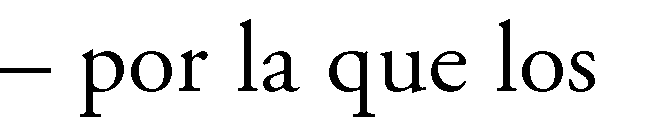 — por la que los